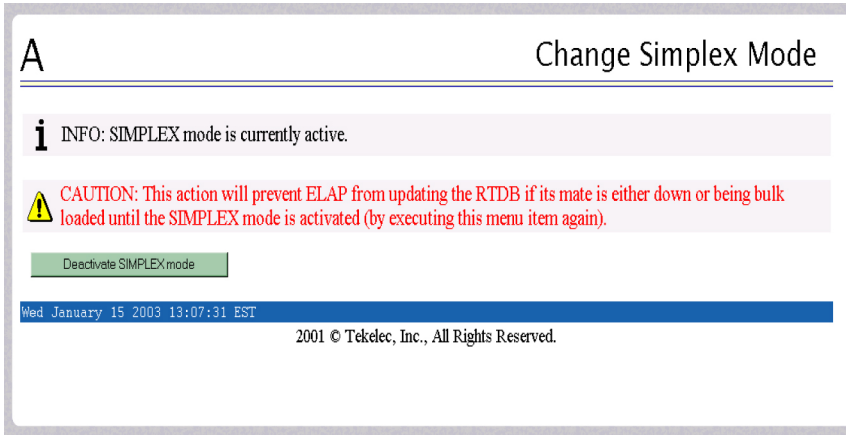 A
Change Simplex Mode
i INFO: SIMPLEX mode is currently active.
CAUTION: This action will prevent ELAP from updating the RTDB if its mate is either down or being bulk
loaded until the SIMPLEX mode is activated (by executing this menu item again).
Deactivate SIMPLEX mode
Wed January 15 2003 13:07:31 EST
2001 © Tekelec, Inc., All Rights Reserved.